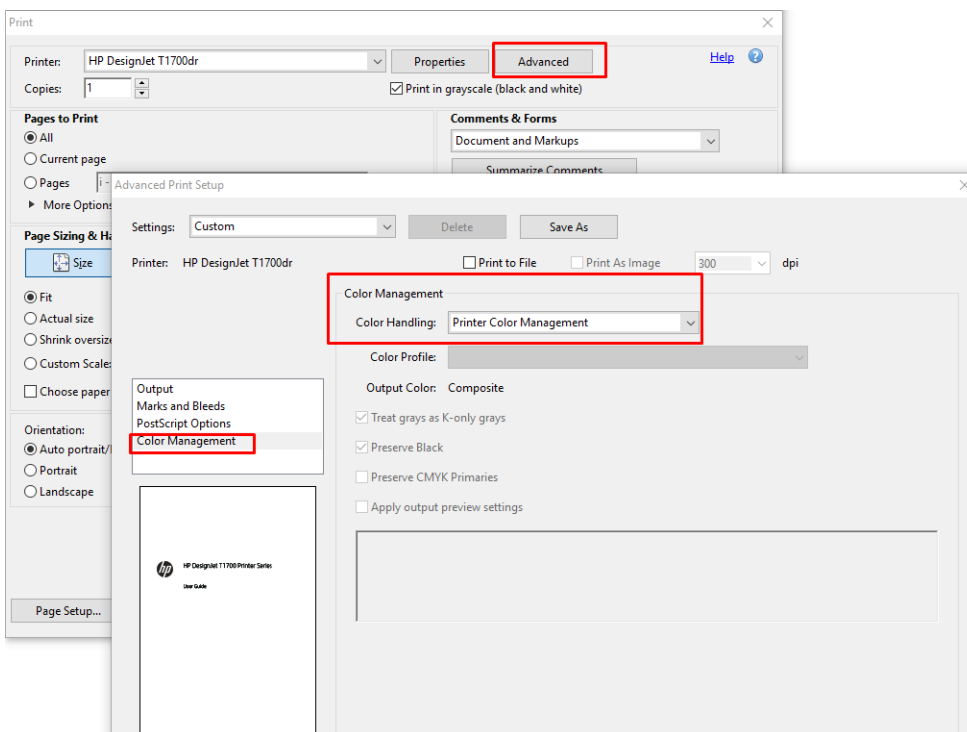 Print
Printer: HP DesignJet T1700dr Properties Advanced Help ?
Copies: 1 Print in grayscale (black and white)
Pages to Print
All
Current page
Pages i -
More Options
Comments & Forms
Document and Markups
Summarize Comments
Page Sizing & Ha
Size
Fit
Actual size
Shrink oversize
Custom Scale:
Choose paper
Orientation:
Auto portrait/l
Portrait
Landscape
Page Setup...
Advanced Print Setup
Settings: Custom Delete Save As
Printer: HP DesignJet T1700dr Print to File Print As Image 300 dpi
Output
Marks and Bleeds
PostScript Options
Color Management
Color Management
Color Handling: Printer Color Management
Color Profile:
Output Color: Composite
Treat grays as K-only grays
Preserve Black
Preserve CMYK Primaries
Apply output preview settings
hp HP DesignJet T1700 Printer Series
User Guide